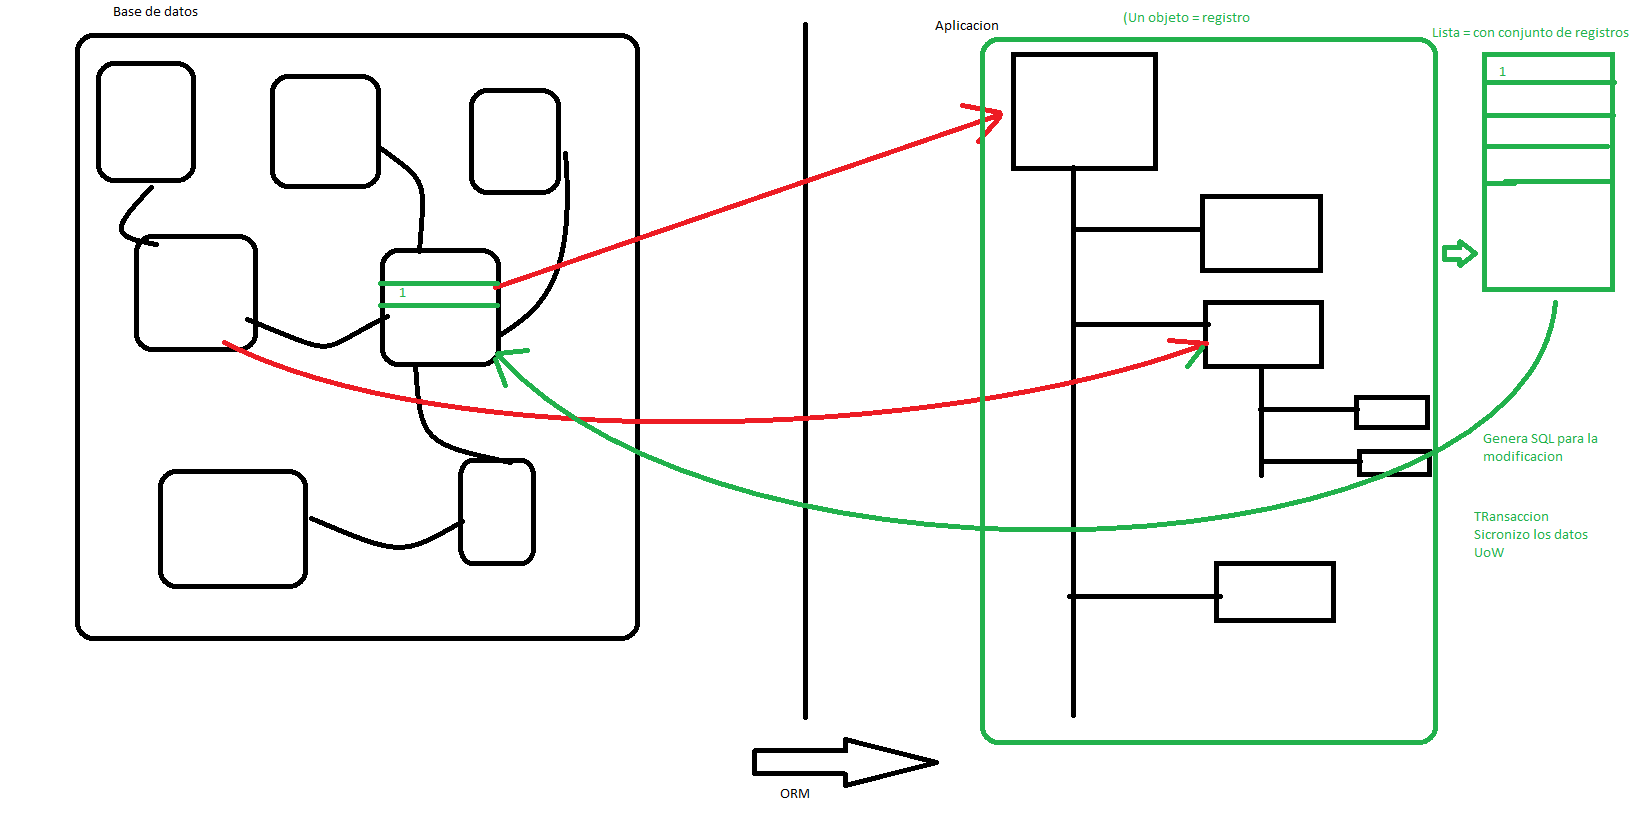 Base de datos
Aplicacion
(Un objeto = registro
Lista = con conjunto de registros
1
1
Genera SQL para la
modificacion
TRansaccion
Sicronizo los datos
UoW
ORM